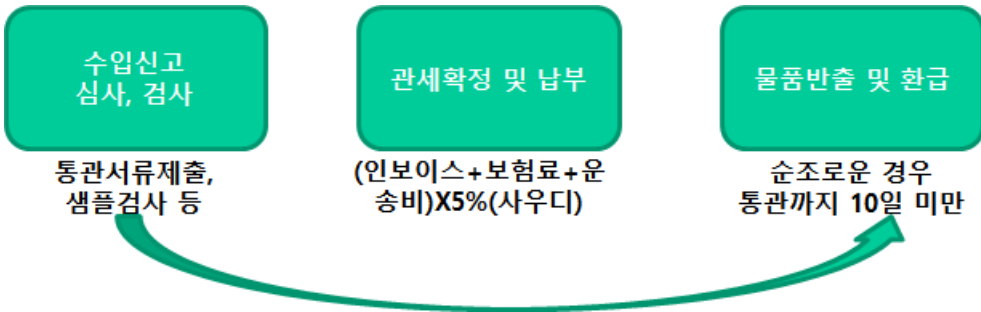 수입신고
심사, 검사
통관서류제출,
샘플검사 등
관세확정 및 납부
(인보이스+보험료+운
송비)X5%(사우디)
물품반출 및 환급
순조로운 경우
통관까지 10일 미만